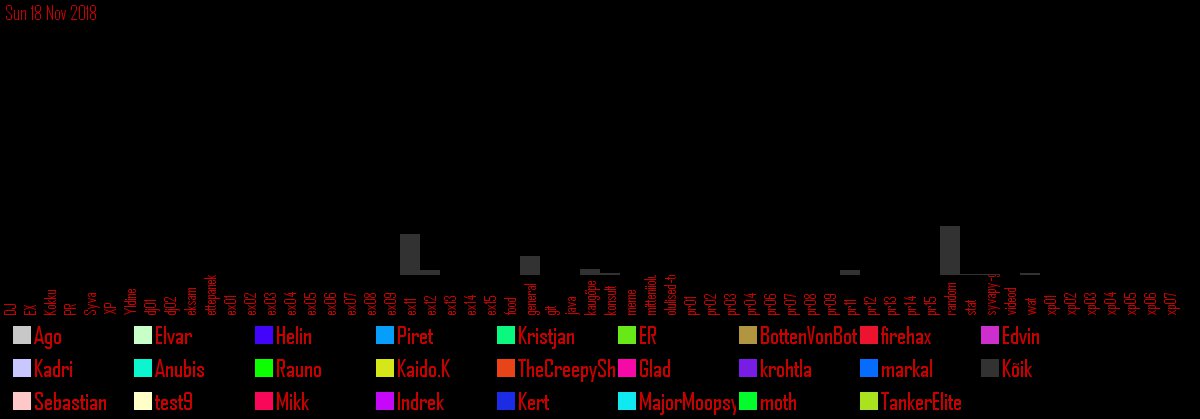 Sun 18 Nov 2018
DJ EX Kokku PR Syva XP Yldine dj01 dj02 eksam ettepanek ex01 ex02 ex03 ex04 ex05 ex06 ex07 ex08 ex09 ex11 ex12 ex13 ex14 ex15 food general git java kaugõpe konsult meme mitteriioli. olulised-t pr01 pr02 pr03 pr04 pr06 pr07 pr08 pr09 pr11 pr12 pr13 pr14 pr15 random stat syvapy-g videod wat xp01 xp02 xp03 xp04 xp05 xp06 xp07
Ago Elvar Helin Piret Kristjan ER BottenVonBot firehax Edvin
Kadri Anubis Rauno Kaido.K TheCreepySh Glad krohtla markal Kõik
Sebastian test9 Mikk Indrek Kert MajorMoopsy moth TankerElite